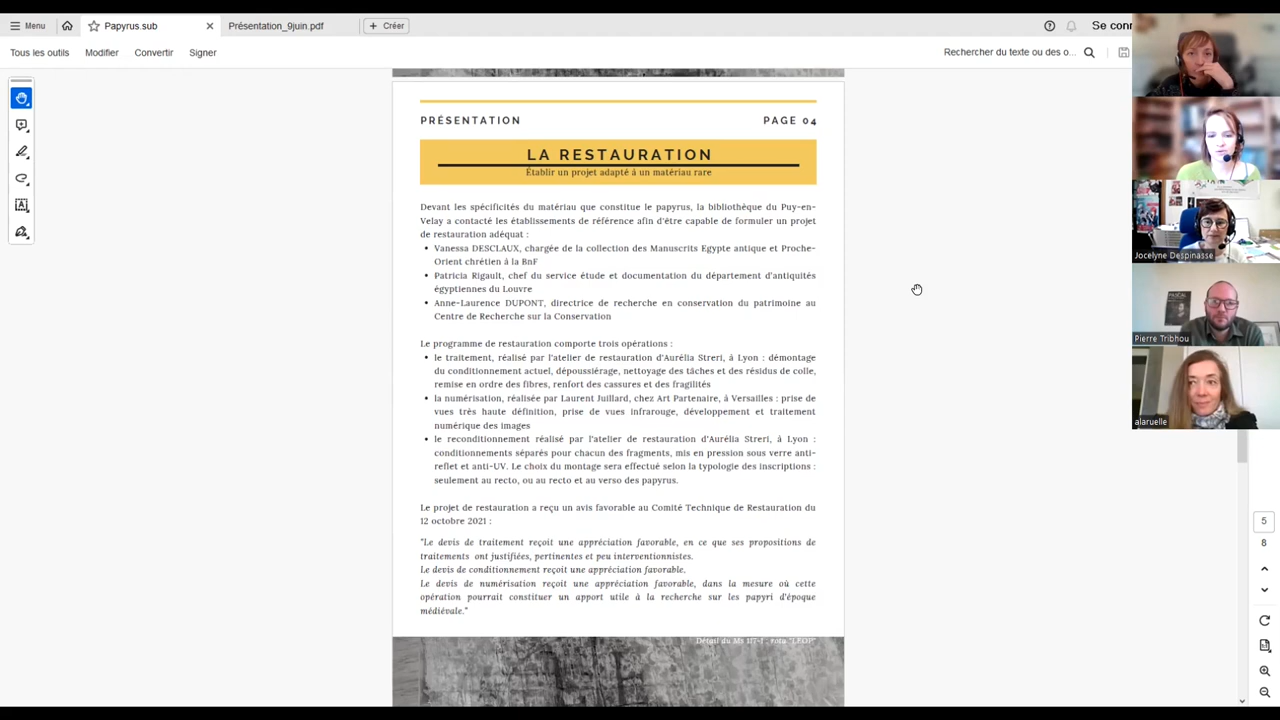 Menu
Papyrus.sub
Présentation_9juin.pdf
Créer
Se conn
Tous les outils
Modifier
Convertir
Signer
Rechercher du texte ou des o...
PRÉSENTATION
PAGE 04
LA RESTAURATION
Établir un projet adapté à un matériau rare
Devant les spécificités du matériau que constitue le papyrus, la bibliothèque du Puy-en-
Velay a contacté les établissements de référence afin d'être capable de formuler un projet
de restauration adéquat :
• Vanessa DESCLAUX, chargée de la collection des Manuscrits Egypte antique et Proche-
Orient chrétien à la BnF
• Patricia Rigault, chef du service étude et documentation du département d'antiquités
égyptiennes du Louvre
• Anne-Laurence DUPONT, directrice de recherche en conservation du patrimoine au
Centre de Recherche sur la Conservation
Le programme de restauration comporte trois opérations :
• le traitement, réalisé par l'atelier de restauration d'Aurélia Streri, à Lyon : démontage
du conditionnement actuel, dépoussiérage, nettoyage des tâches et des résidus de colle,
remise en ordre des fibres, renfort des cassures et des fragilités
• la numérisation, réalisée par Laurent Juillard, chez Art Partenaire, à Versailles : prise de
vues très haute définition, prise de vues infrarouge, développement et traitement
numérique des images
• le reconditionnement réalisé par l'atelier de restauration d'Aurélia Streri, à Lyon :
conditionnements séparés pour chacun des fragments, mis en pression sous verre anti-
reflet et anti-UV. Le choix du montage sera effectué selon la typologie des inscriptions :
seulement au recto, ou au recto et au verso des papyrus.
Le projet de restauration a reçu un avis favorable au Comité Technique de Restauration du
12 octobre 2021 :
"Le devis de traitement reçoit une appréciation favorable, en ce que ses propositions de
traitements ont justifiées, pertinentes et peu interventionnistes.
Le devis de conditionnement reçoit une appréciation favorable.
Le devis de numérisation reçoit une appréciation favorable, dans la mesure où cette
opération pourrait constituer un apport utile à la recherche sur les papyri d'époque
médiévale."
Détail du Ms 117-1 : rota "LEOP"
Jocelyne Despinasse
Pierre Tribhou
alaruelle
5
8